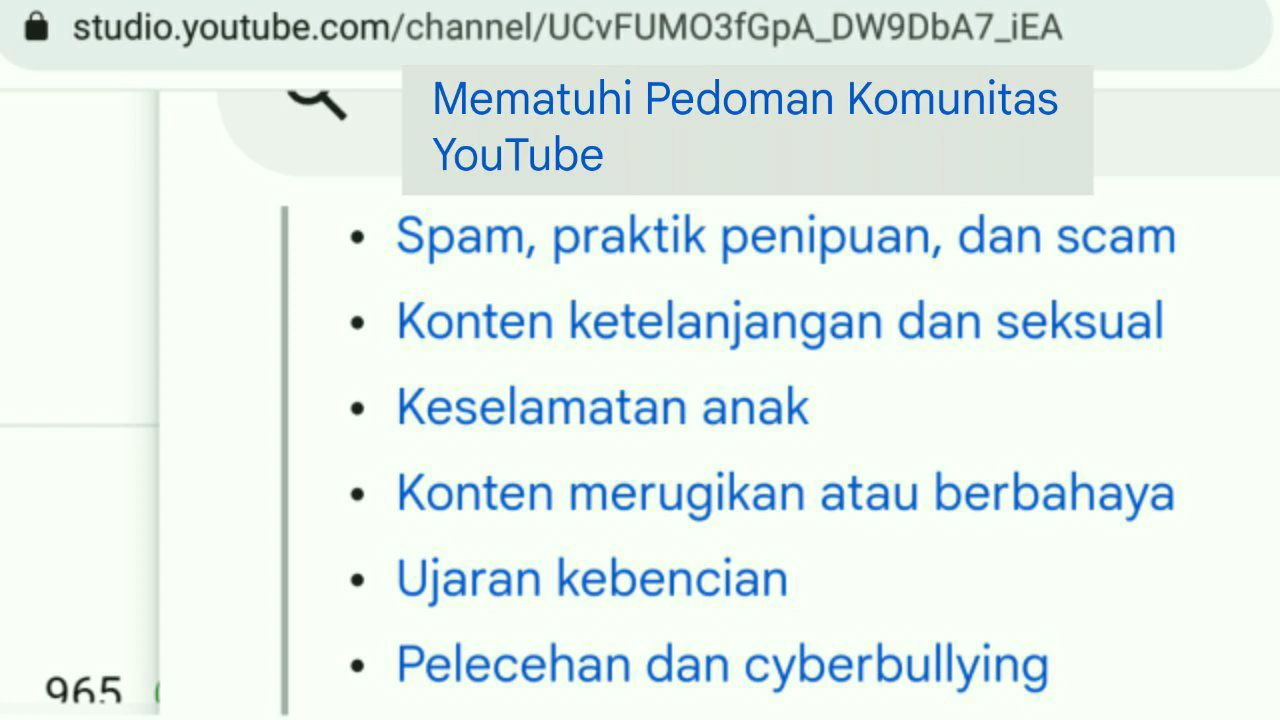 studio.youtube.com/channel/UCvFUMO3fGpA_DW9DbA7_iEA
Mematuhi Pedoman Komunitas
YouTube
• Spam, praktik penipuan, dan scam
• Konten ketelanjangan dan seksual
• Keselamatan anak
• Konten merugikan atau berbahaya
• Ujaran kebencian
• Pelecehan dan cyberbullying
965